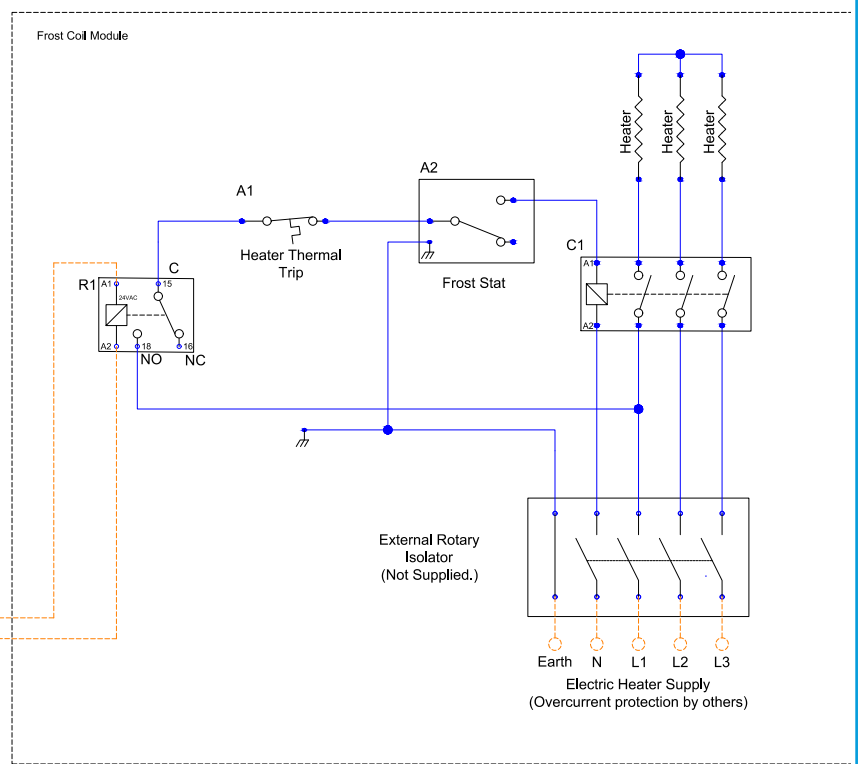 Frost Coil Module
Heater
Heater
Heater
A2
A1
C1
Heater Thermal
Trip
Frost Stat
A1
A2
R1
C
A1
15
24VAC
A2
18
16
NO
NC
External Rotary
Isolator
(Not Supplied.)
Earth
N
L1
L2
L3
Electric Heater Supply
(Overcurrent protection by others)